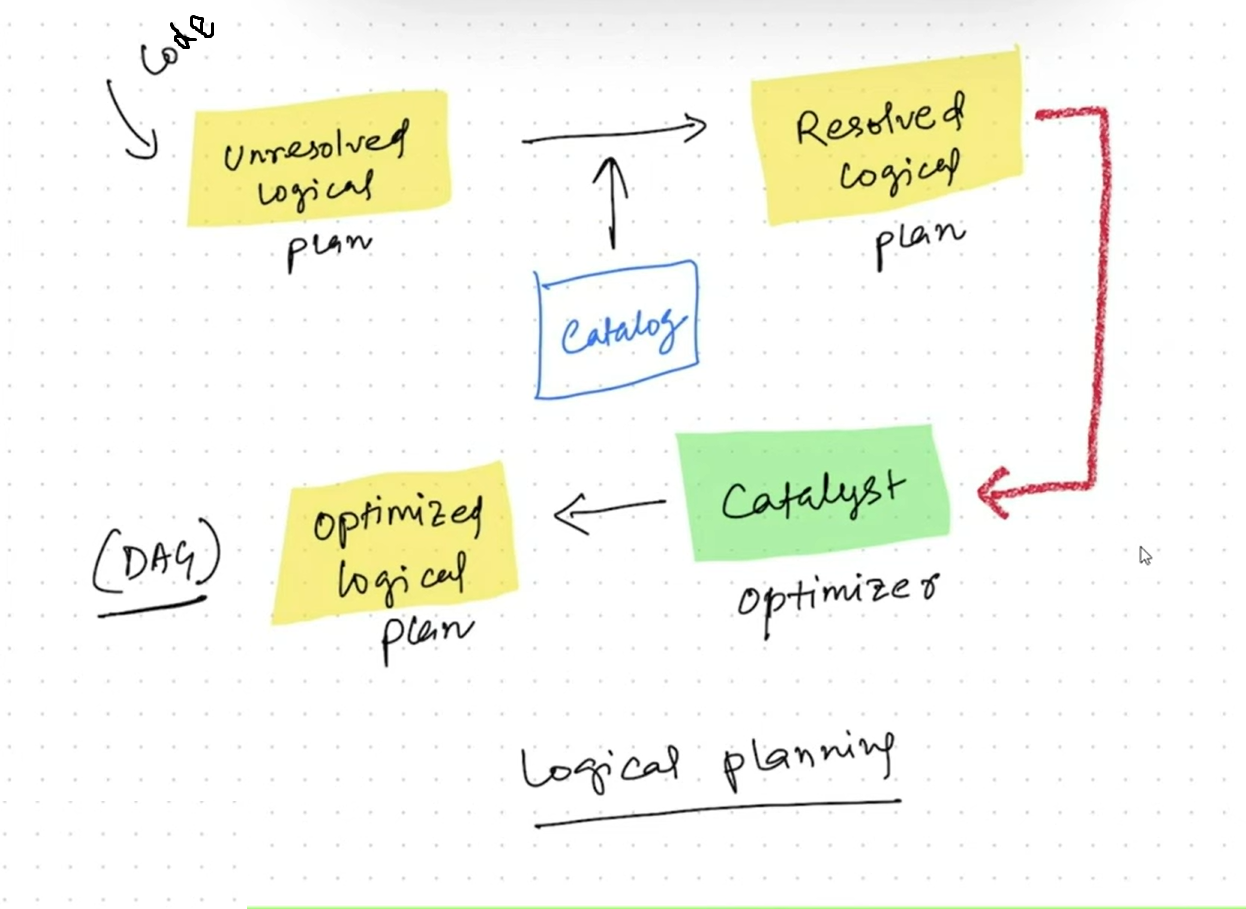 Code
Unresolved
Logical
plan
Resolved
Logical
plan
Catalog
Catalyst
optimizer
optimized
logical
plan
(DAG)
Logical planning